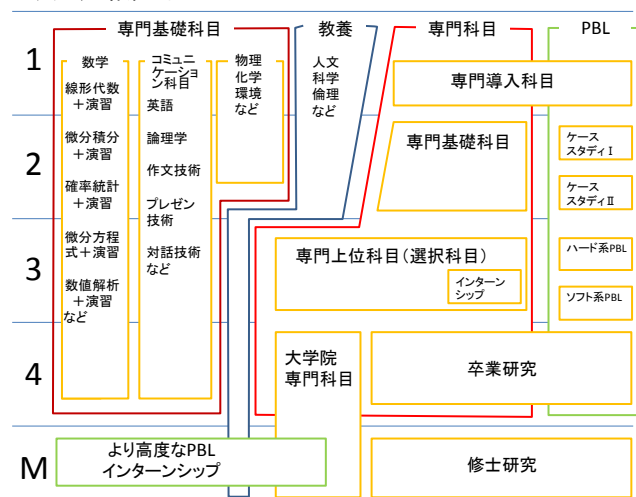 専門基礎科目
教養
専門科目
PBL
1
2
3
4
M
数学
線形代数
＋演習
微分積分
＋演習
確率統計
＋演習
微分方程
式＋演習
数値解析
＋演習
など
コミュニ
ケーショ
ン科目
英語
論理学
作文技術
プレゼン
技術
対話技術
など
物理
化学
環境
など
人文
科学
倫理
など
専門導入科目
専門基礎科目
専門上位科目（選択科目）
インターン
シップ
ケース
スタディⅠ
ケース
スタディⅡ
ハード系PBL
ソフト系PBL
大学院
専門科目
卒業研究
より高度なPBL
インターンシップ
修士研究